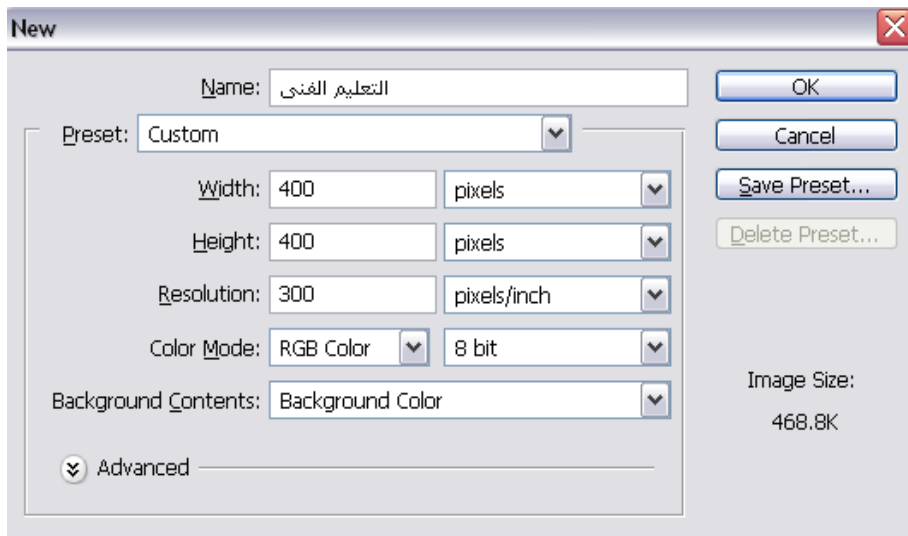 New
Name: التعليم الفنى
OK
Preset: Custom
Cancel
Width: 400 pixels
Save Preset...
Height: 400 pixels
Delete Preset...
Resolution: 300 pixels/inch
Color Mode: RGB Color 8 bit
Image Size:
Background Contents: Background Color
468.8K
Advanced